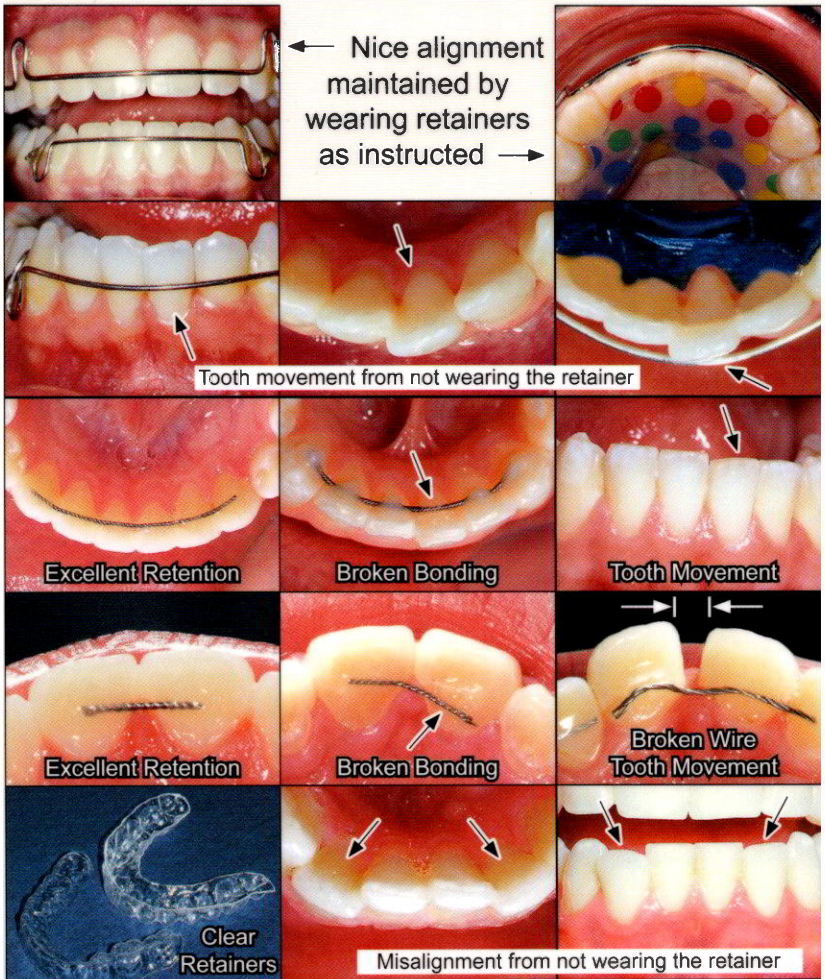 Nice alignment
maintained by
wearing retainers
as instructed
Tooth movement from not wearing the retainer
Excellent Retention
Broken Bonding
Tooth Movement
Excellent Retention
Broken Bonding
Broken Wire
Tooth Movement
Clear
Retainers
Misalignment from not wearing the retainer